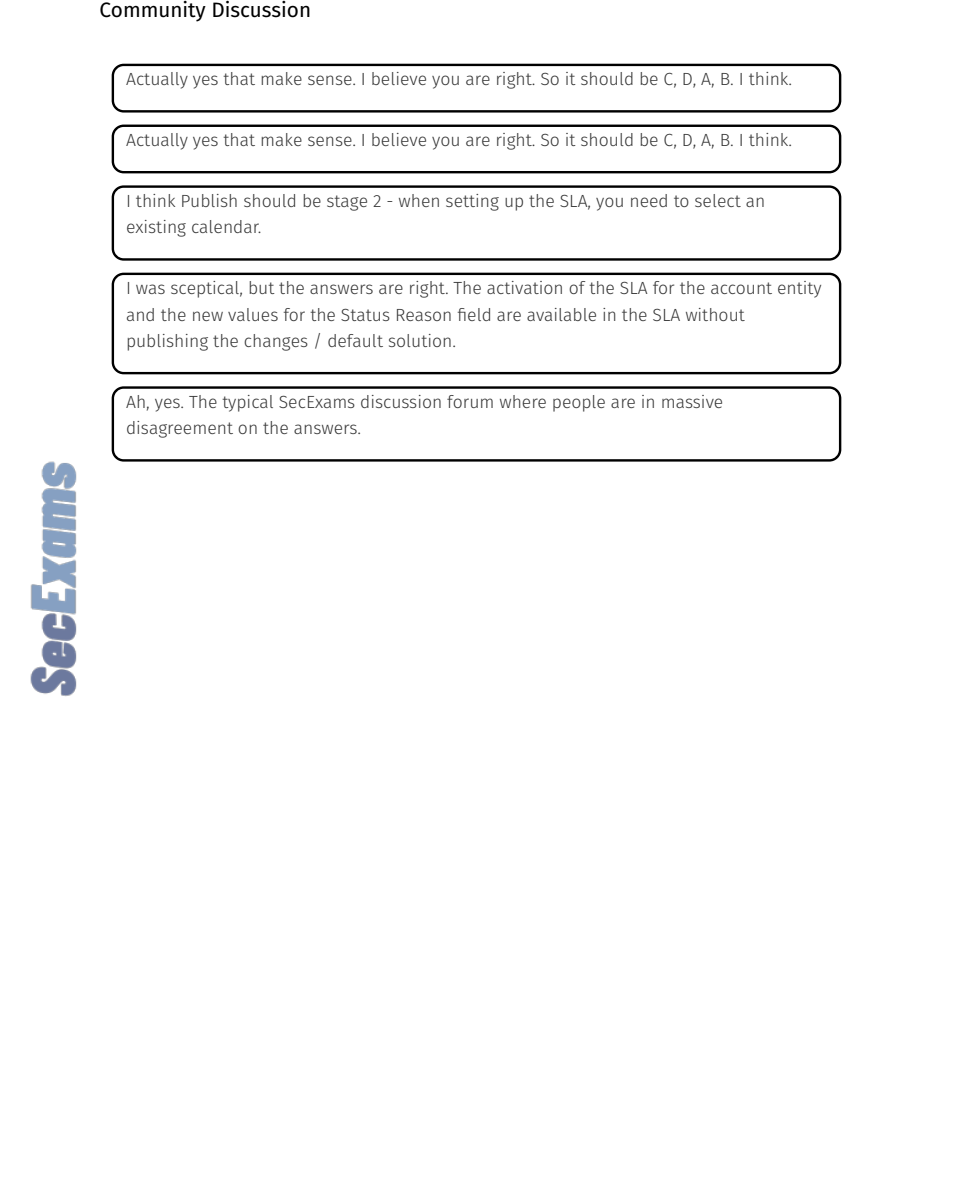 Community Discussion
Actually yes that make sense. I believe you are right. So it should be C, D, A, B. I think.
Actually yes that make sense. I believe you are right. So it should be C, D, A, B. I think.
I think Publish should be stage 2 - when setting up the SLA, you need to select an
existing calendar.
I was sceptical, but the answers are right. The activation of the SLA for the account entity
and the new values for the Status Reason field are available in the SLA without
publishing the changes / default solution.
Ah, yes. The typical SecExams discussion forum where people are in massive
disagreement on the answers.
SecExams